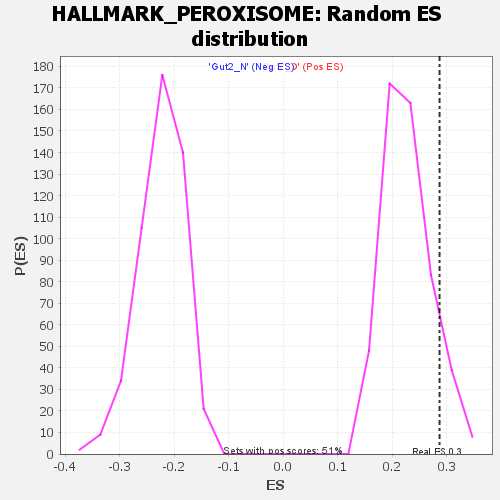 HALLMARK_PEROXISOME: Random ES
distribution
'Gut2_N' (Neg ES) 0' (Pos ES)
180
170
160
150
140
130
120
110
100
90
80
70
60
50
40
30
20
10
0
P(ES)
Sets with pos scores: 51%
Real ES 0.3
-0.4 -0.3 -0.2 -0.1 0.0 0.1 0.2 0.3
ES